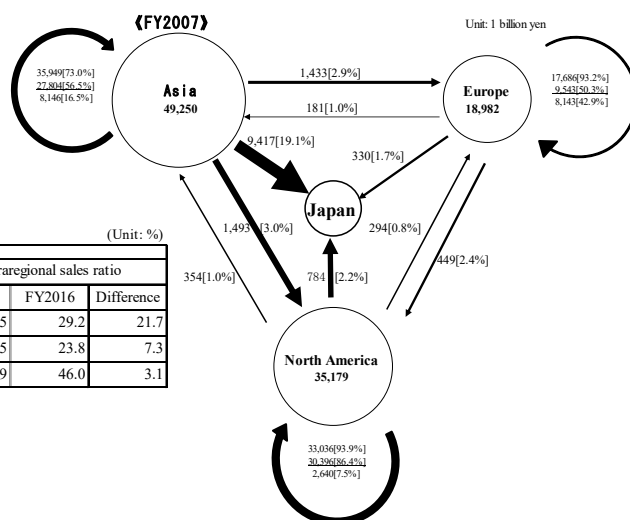 《FY2007》
Unit: 1 billion yen
35,949[73.0%]
27,804[56.5%]
8,146[16.5%]
Asia
49,250
1,433[2.9%]
181[1.0%]
Europe
18,982
17,686[93.2%]
9,543[50.3%]
8,143[42.9%]
9,417[19.1%]
330[1.7%]
Japan
1,493 [3.0%]
294[0.8%]
449[2.4%]
354[1.0%]
784 [2.2%]
(Unit: %)
raregional sales ratio
FY2016 Difference
5 29.2 21.7
5 23.8 7.3
9 46.0 3.1
North America
35,179
33,036[93.9%]
30,396[86.4%]
2,640[7.5%]